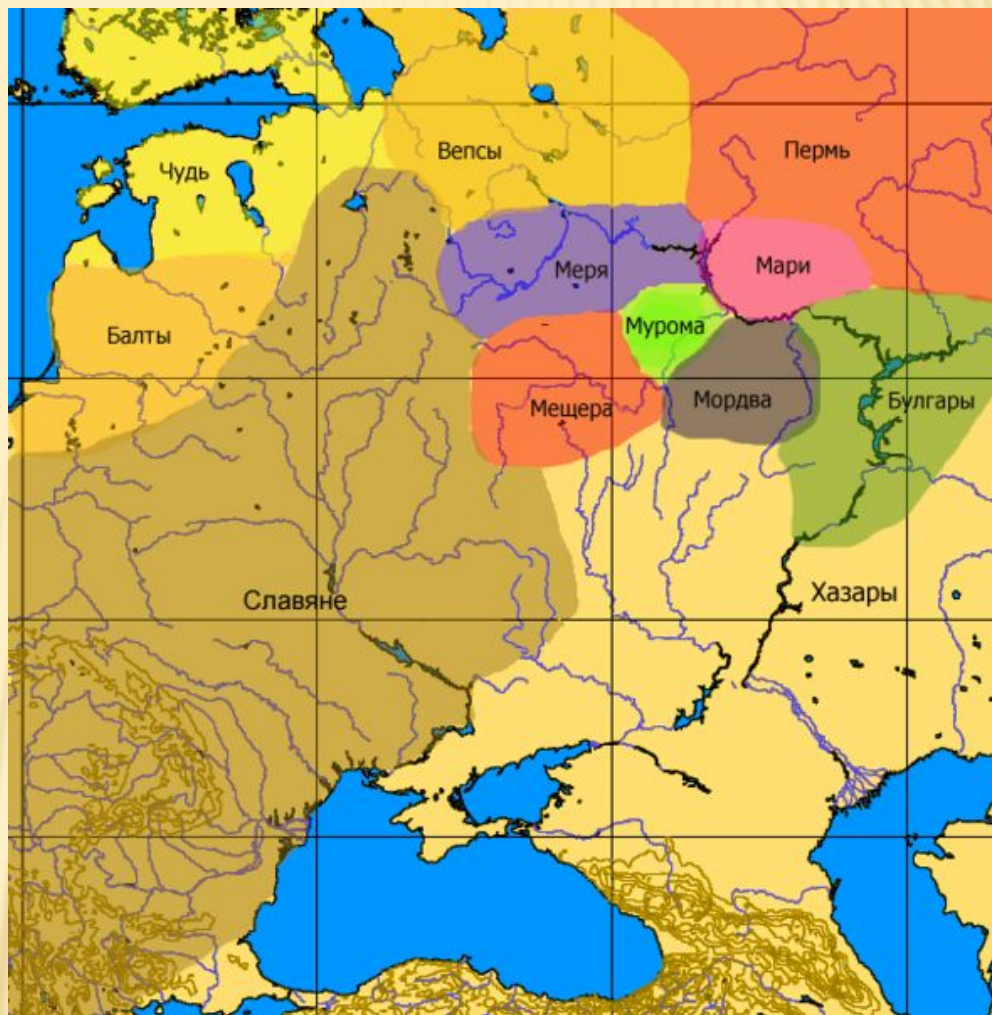 Вепсы
Пермь
Чудь
Меря
Мари
Балты
Мурома
Мещера
Мордва
Булгары
Славяне
Хазары